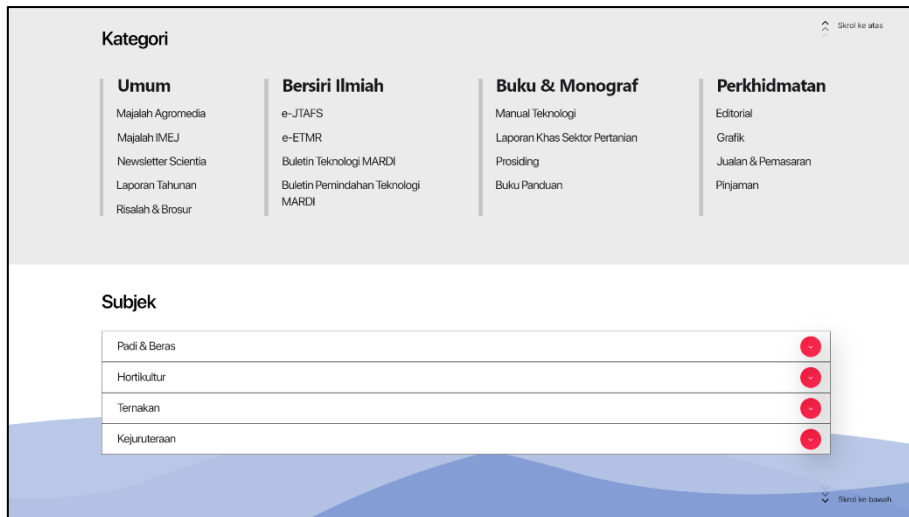 Skrol ke atas
Kategori
Umum
Majalah Agromedia
Majalah IMEJ
Newsletter Scientia
Laporan Tahunan
Risalah & Brosur
Bersiri Ilmiah
e-JTAFS
e-ETMR
Buletin Teknologi MARDI
Buletin Pemindahan Teknologi
MARDI
Buku & Monograf
Manual Teknologi
Laporan Khas Sektor Pertanian
Prosiding
Buku Panduan
Perkhidmatan
Editorial
Grafik
Jualan & Pemasaran
Pinjaman
Subjek
Padi & Beras
Hortikultur
Ternakan
Kejuruteraan
Skrol ke bawah